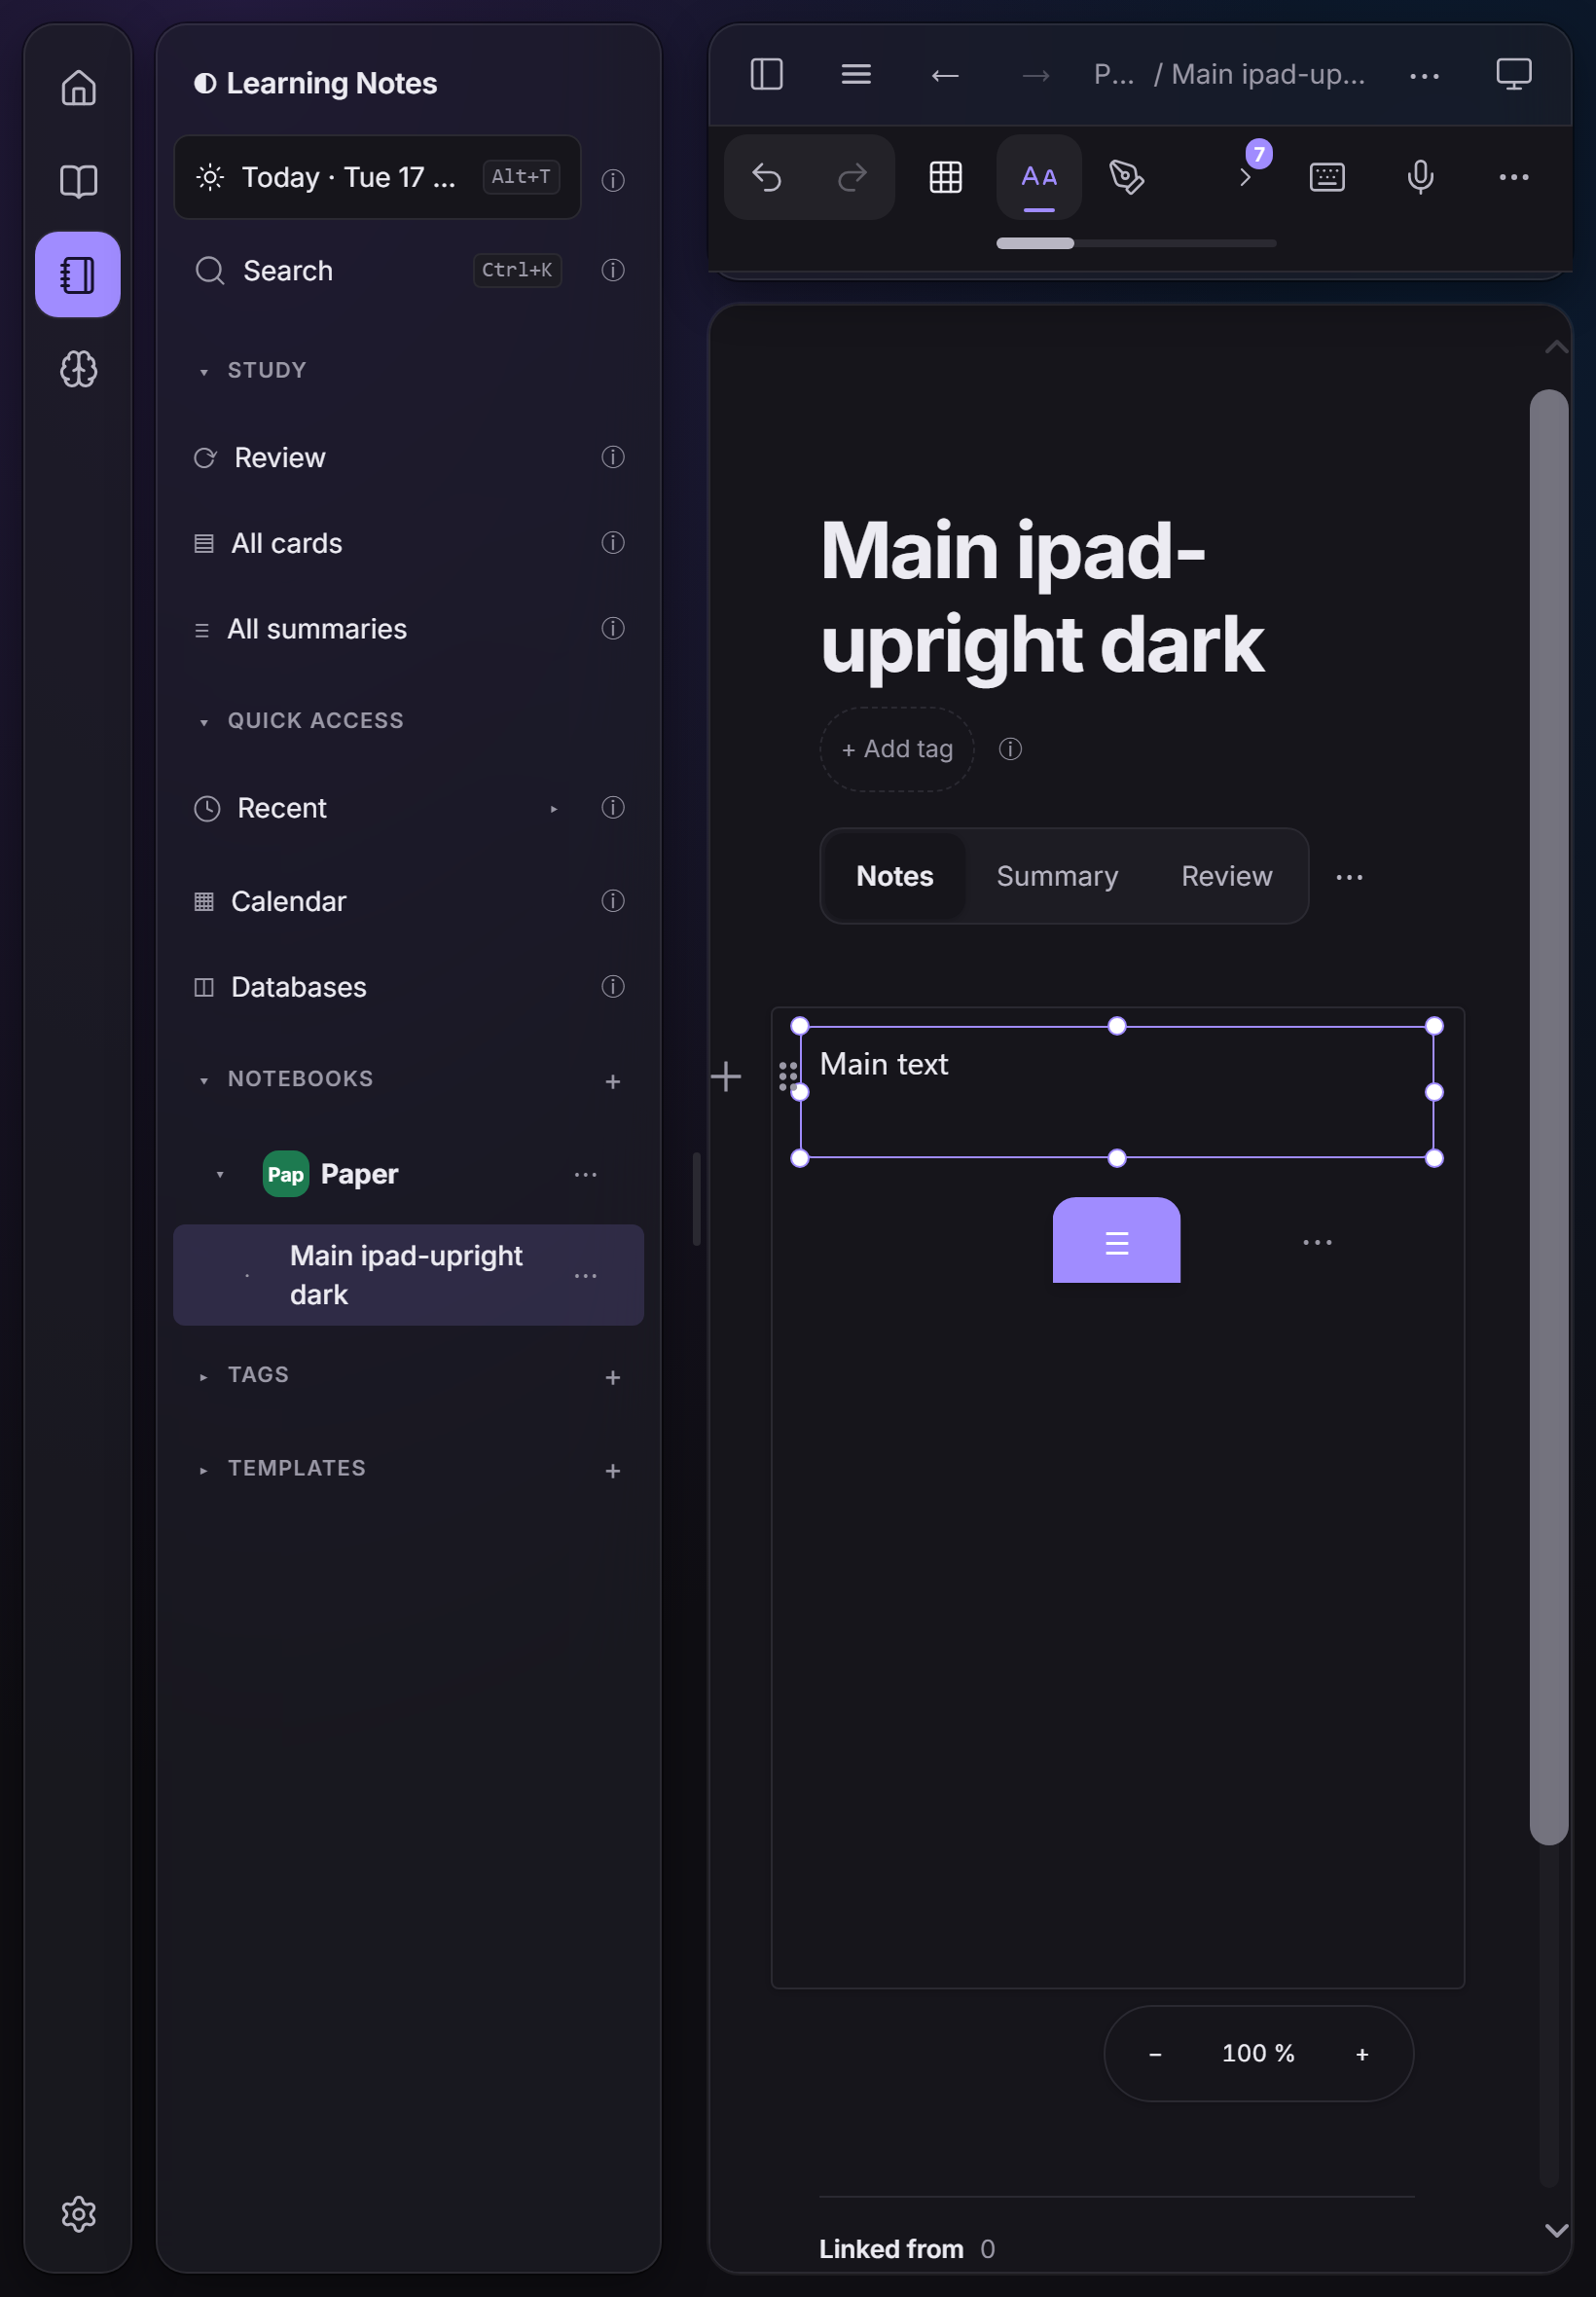 Learning Notes
Today · Tue 17 ... Alt+T
Search Ctrl+K
STUDY
Review
All cards
All summaries
QUICK ACCESS
Recent
Calendar
Databases
NOTEBOOKS
Pap Paper
Main ipad-upright
dark
TAGS
TEMPLATES
P... / Main ipad-up...
AA
7
Main ipad-
upright dark
+ Add tag
Notes Summary Review
Main text
− 100 % +
Linked from 0